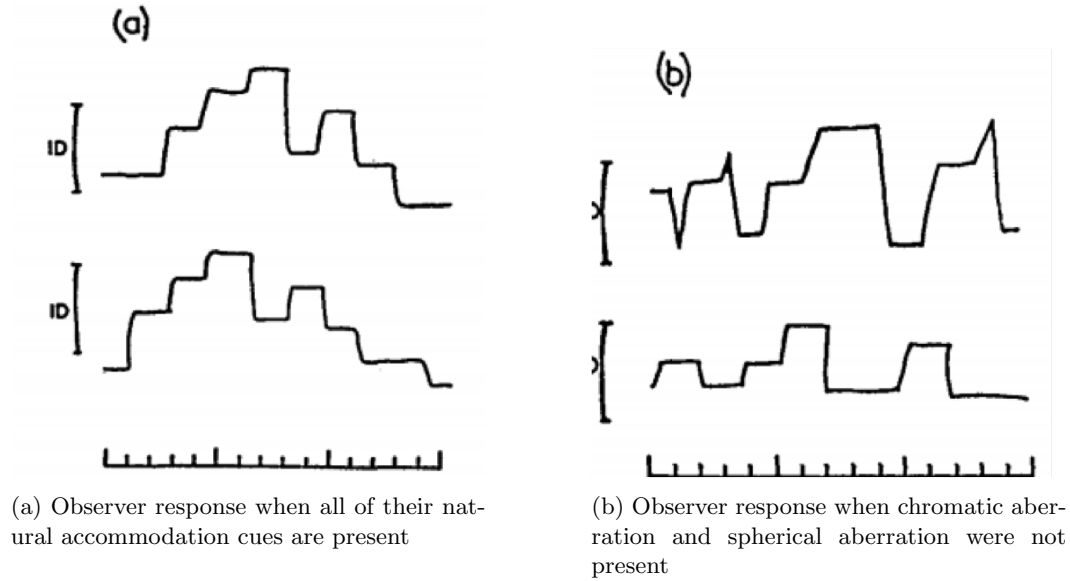 (a)
ID
ID
(b)
(a) Observer response when all of their nat-
ural accommodation cues are present
(b) Observer response when chromatic aber-
ration and spherical aberration were not
present